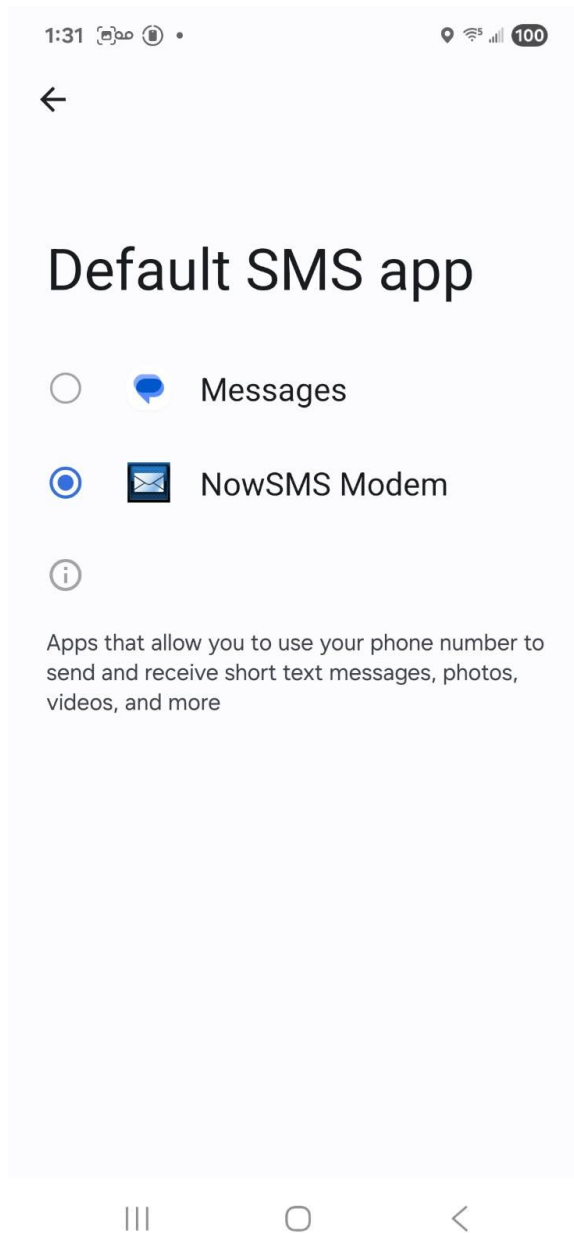 1:31 100
Default SMS app
Messages
NowSMS Modem
Apps that allow you to use your phone number to
send and receive short text messages, photos,
videos, and more